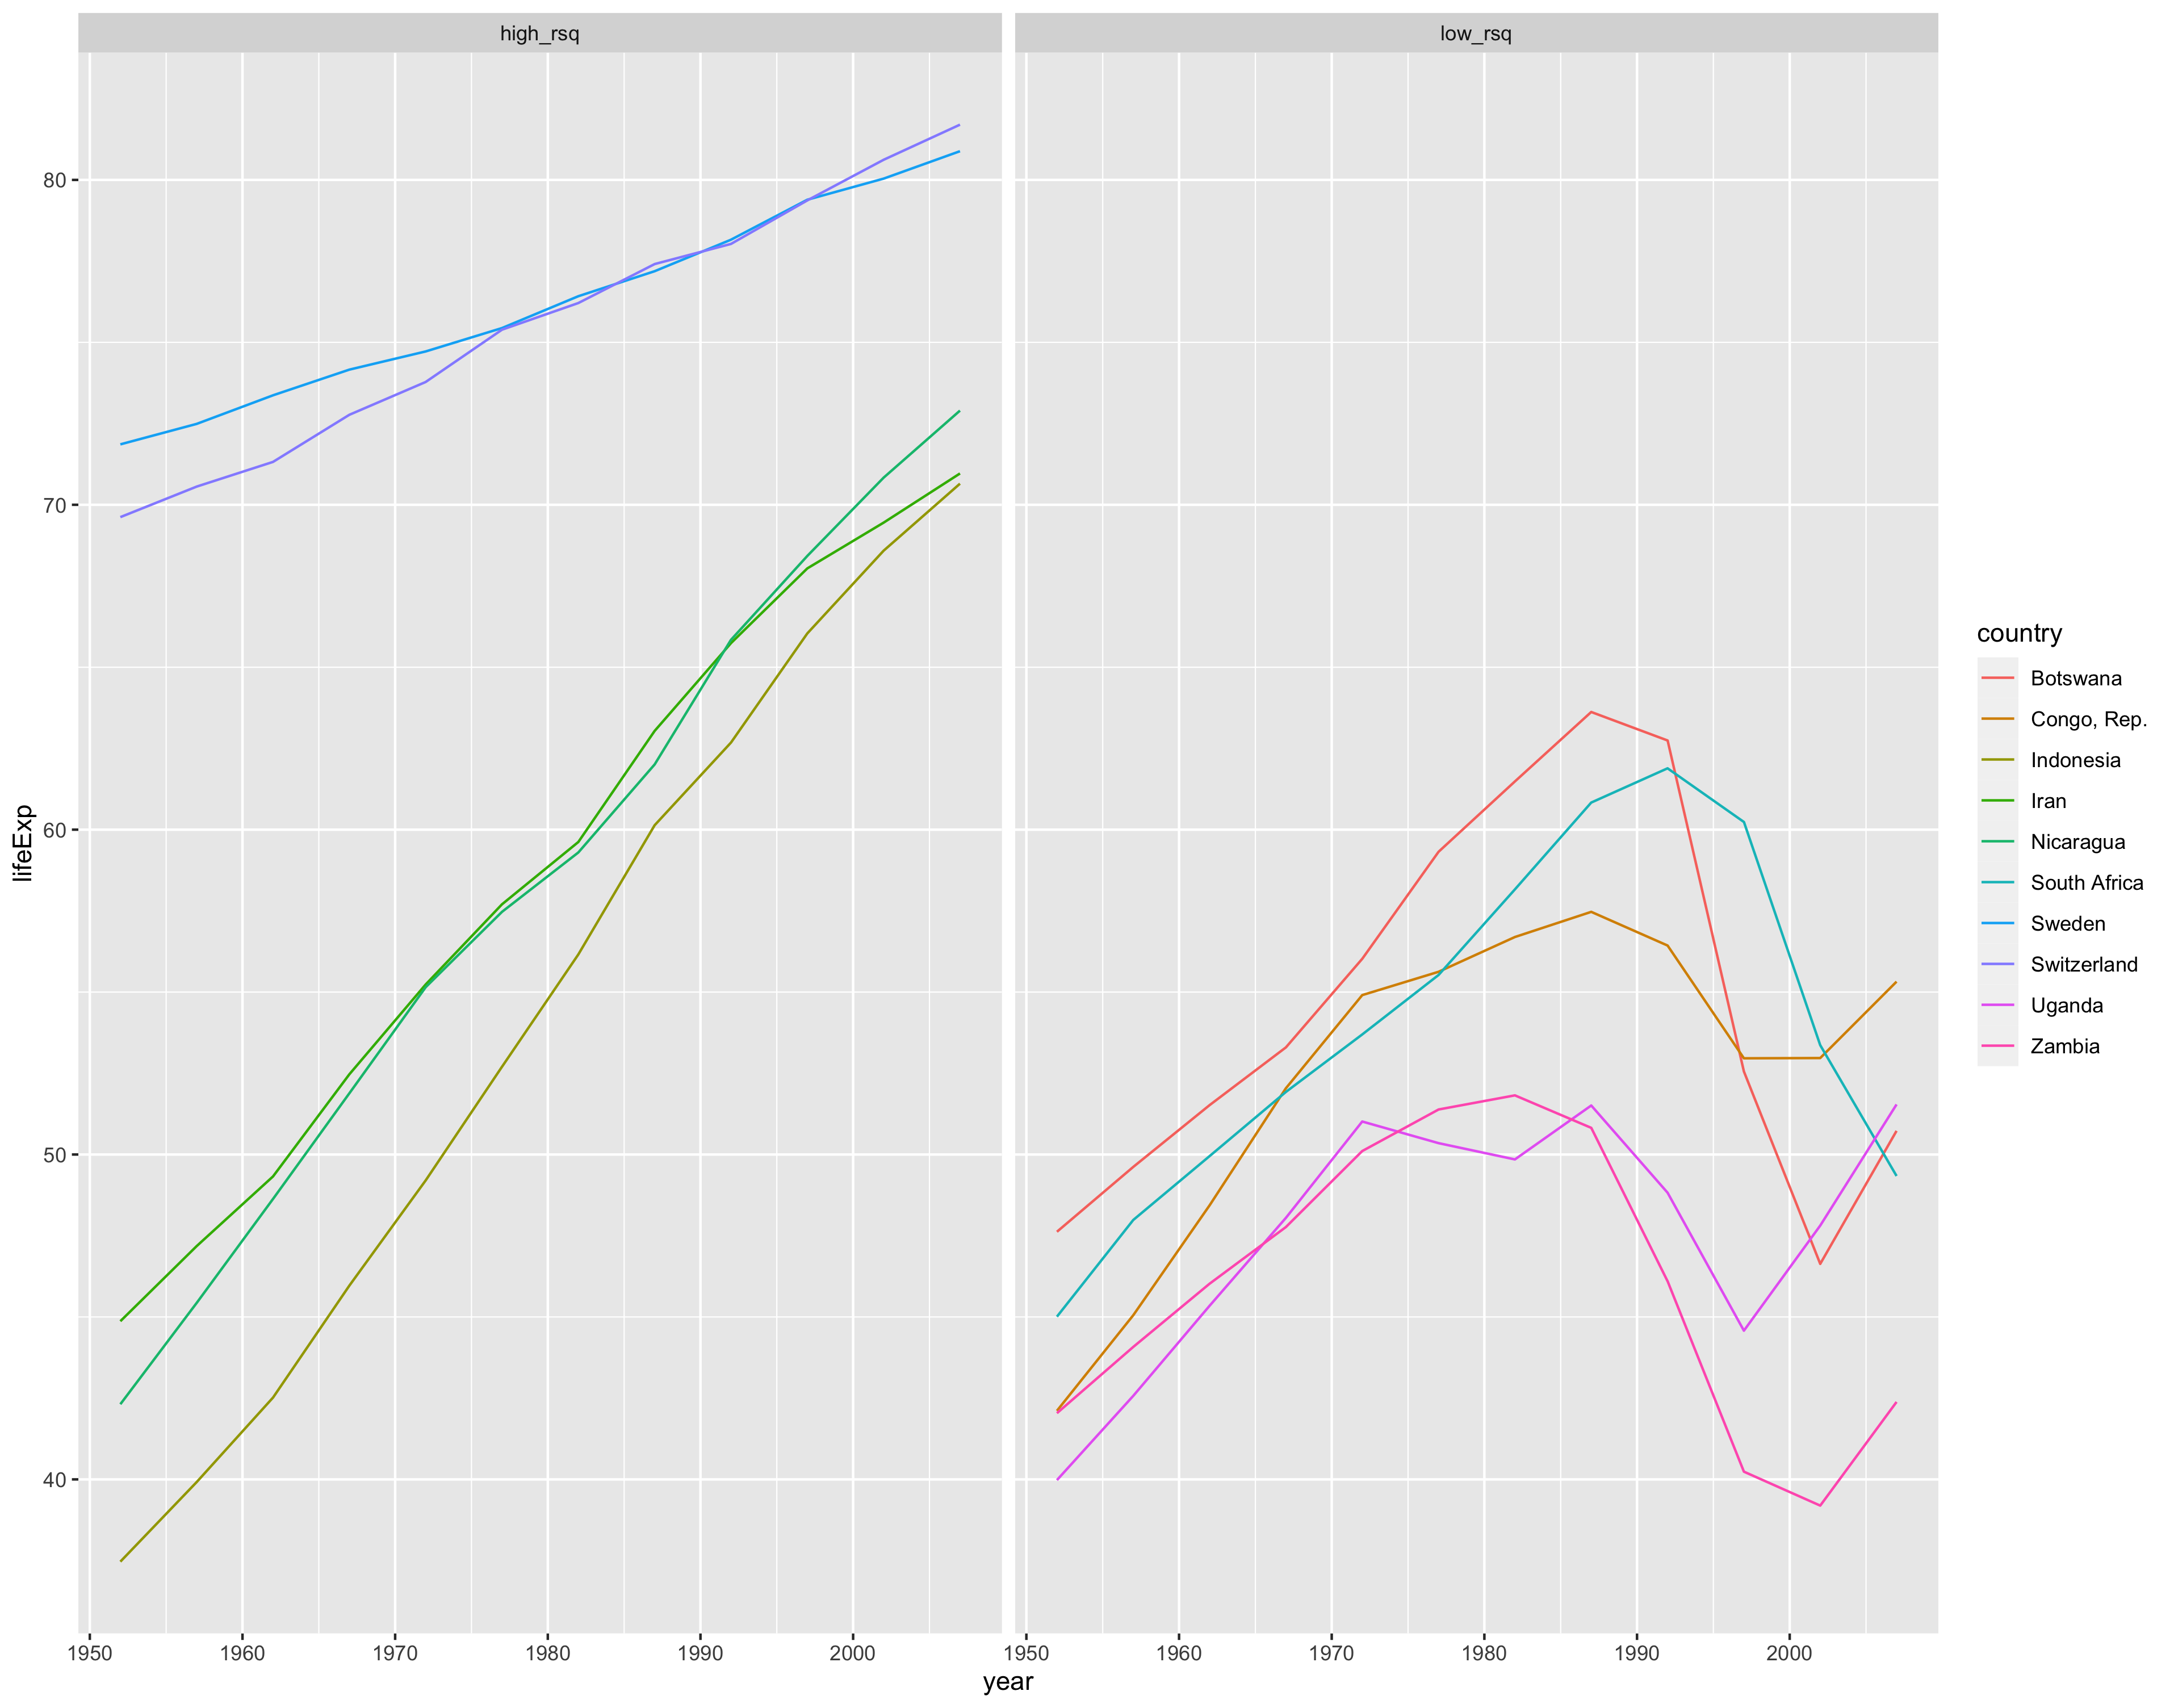 high_rsq
low_rsq
80
70
60
50
40
lifeExp
1950 1960 1970 1980 1990 2000
1950 1960 1970 1980 1990 2000
year
country
Botswana
Congo, Rep.
Indonesia
Iran
Nicaragua
South Africa
Sweden
Switzerland
Uganda
Zambia